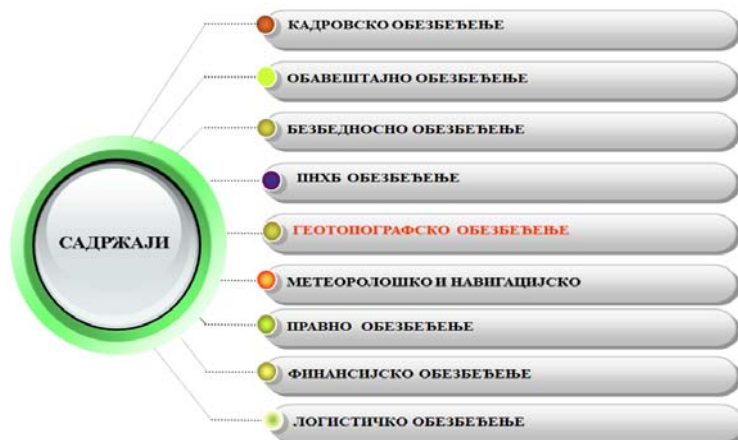 КАДРОВСКО ОБЕЗБЕЂЕЊЕ
ОБАВЕШТАЈНО ОБЕЗБЕЂЕЊЕ
БЕЗБЕДНОСНО ОБЕЗБЕЂЕЊЕ
ПНХБ ОБЕЗБЕЂЕЊЕ
САДРЖАЈИ
ГЕОТОПОГРАФСКО ОБЕЗБЕЂЕЊЕ
МЕТЕОРОЛОШКО И НАВИГАЦИЈСКО
ПРАВНО ОБЕЗБЕЂЕЊЕ
ФИНАНСИЈСКО ОБЕЗБЕЂЕЊЕ
ЛОГИСТИЧКО ОБЕЗБЕЂЕЊЕ